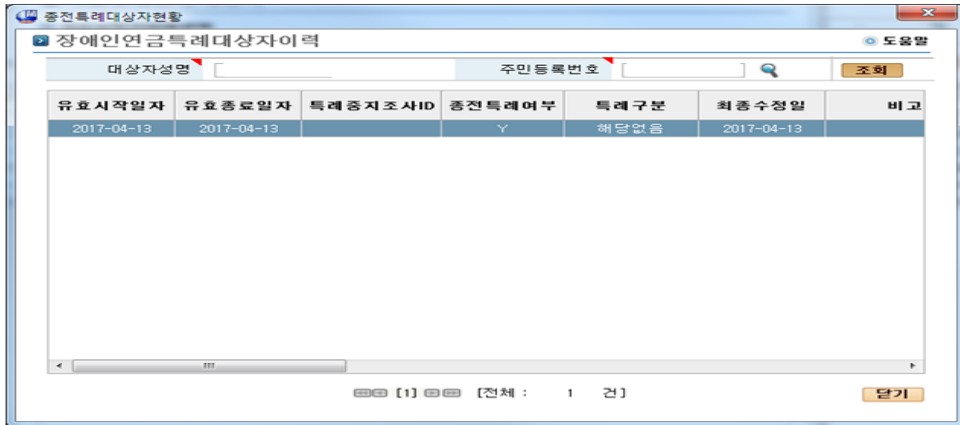 종전특례대상자현황
장애인연금특례대상자이력 도움말
대상자성명 주민등록번호 조회
유효시작일자 유효종료일자 특례중지조사ID 종전특례여부 특례구분 최종수정일 비고
2017-04-13 2017-04-13 Y 해당없음 2017-04-13
[1] [전체 : 1 건]
닫기